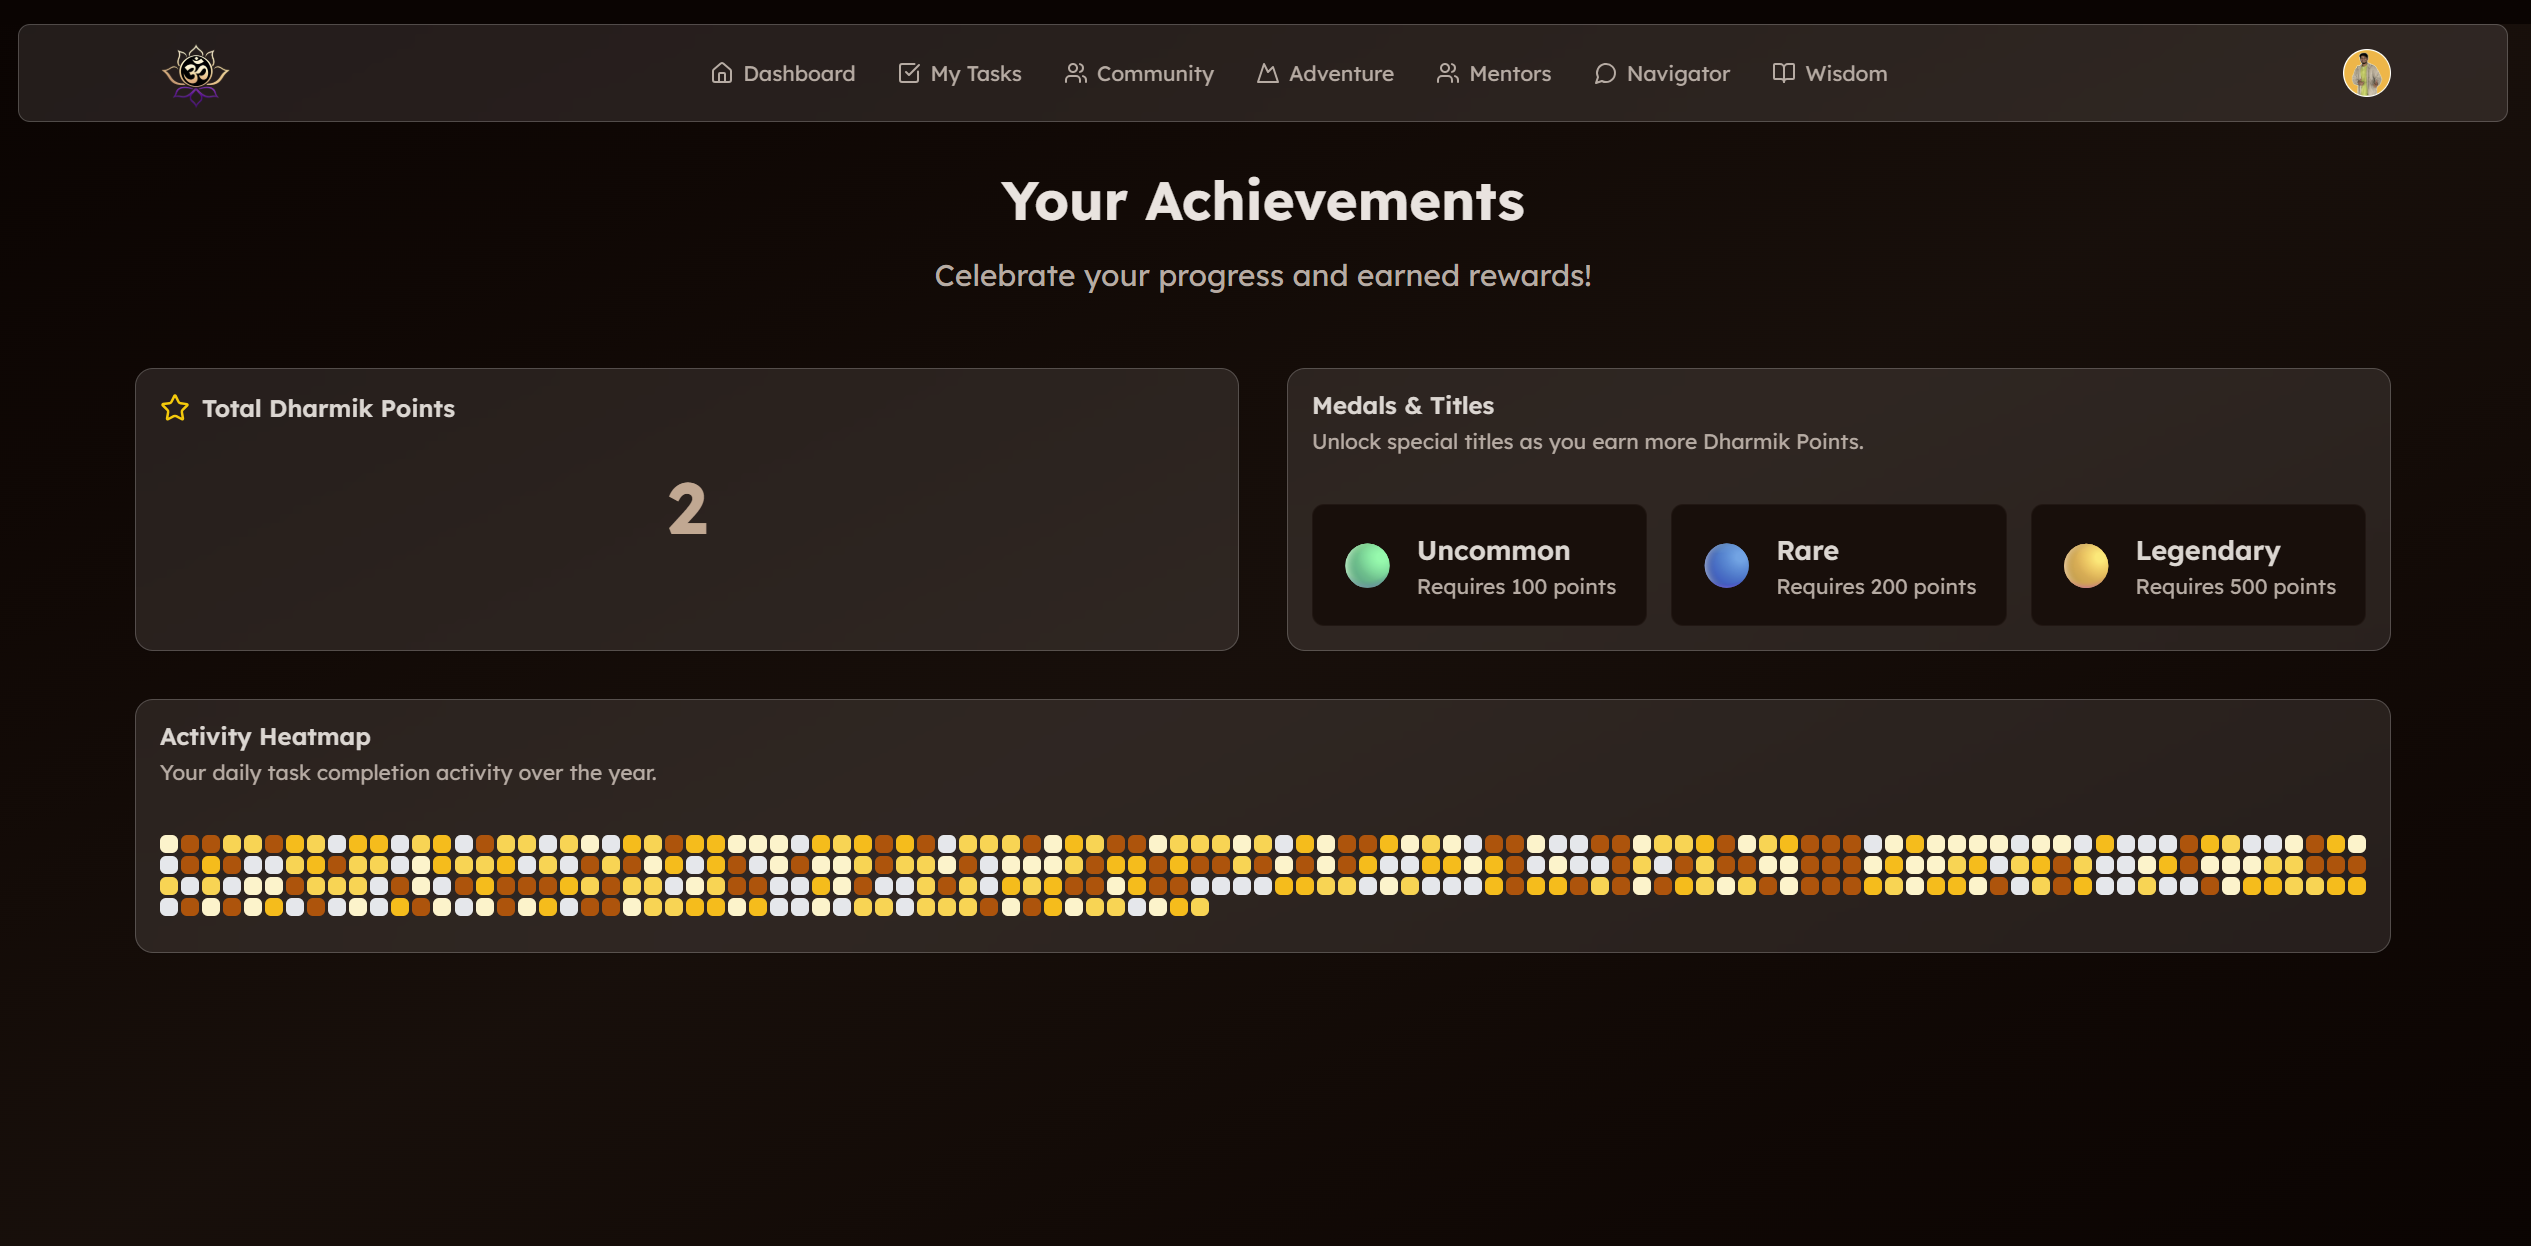 ॐ
Dashboard
My Tasks
Community
Adventure
Mentors
Navigator
Wisdom
Your Achievements
Celebrate your progress and earned rewards!
Total Dharmik Points
2
Medals & Titles
Unlock special titles as you earn more Dharmik Points.
Uncommon
Requires 100 points
Rare
Requires 200 points
Legendary
Requires 500 points
Activity Heatmap
Your daily task completion activity over the year.